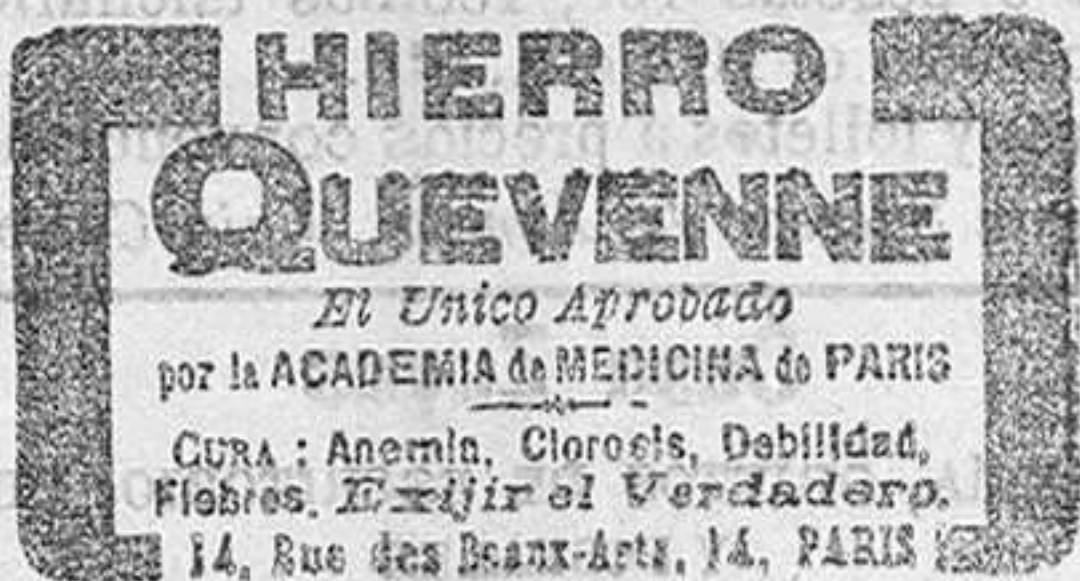 HIERRO
QUEVENNE
El Unico Aprobado
por la ACADEMIA de MEDICINA de PARIS
CURA : Anemia, Clorosis, Debilidad,
Fiebres. Exijir el Verdadero.
14, Rue des Beaux-Arts, 14, PARIS